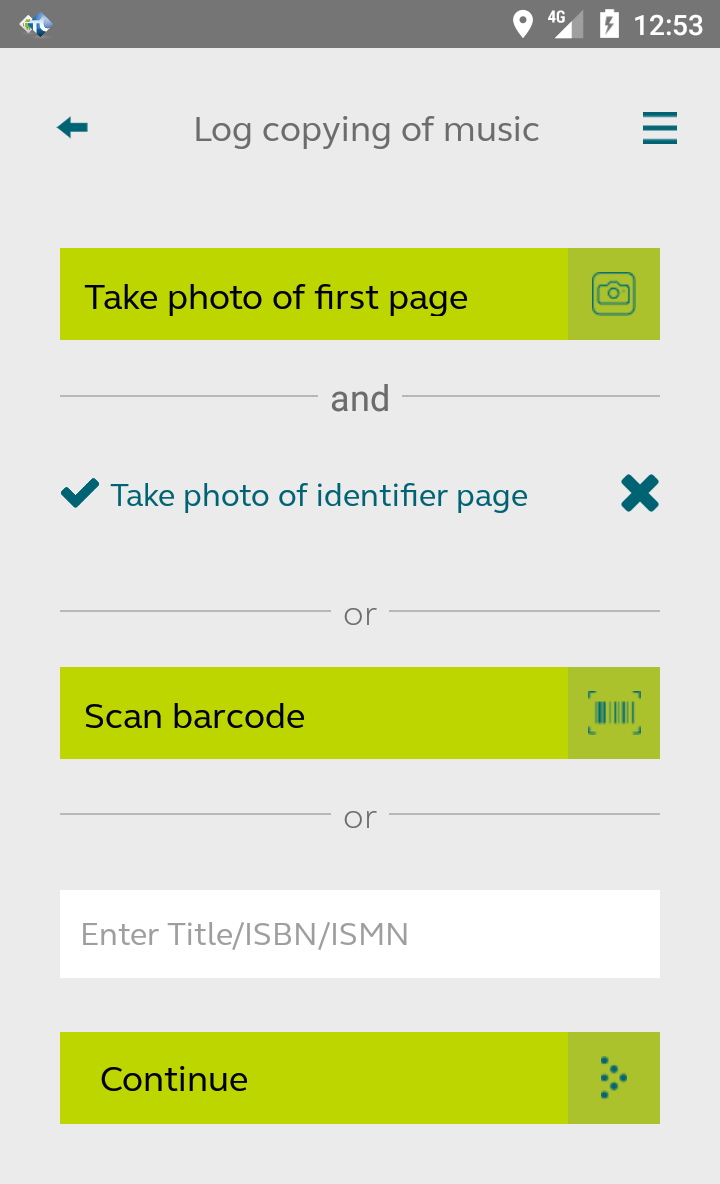 4G 12:53
Log copying of music
Take photo of first page
and
Take photo of identifier page
or
Scan barcode
or
Enter Title/ISBN/ISMN
Continue